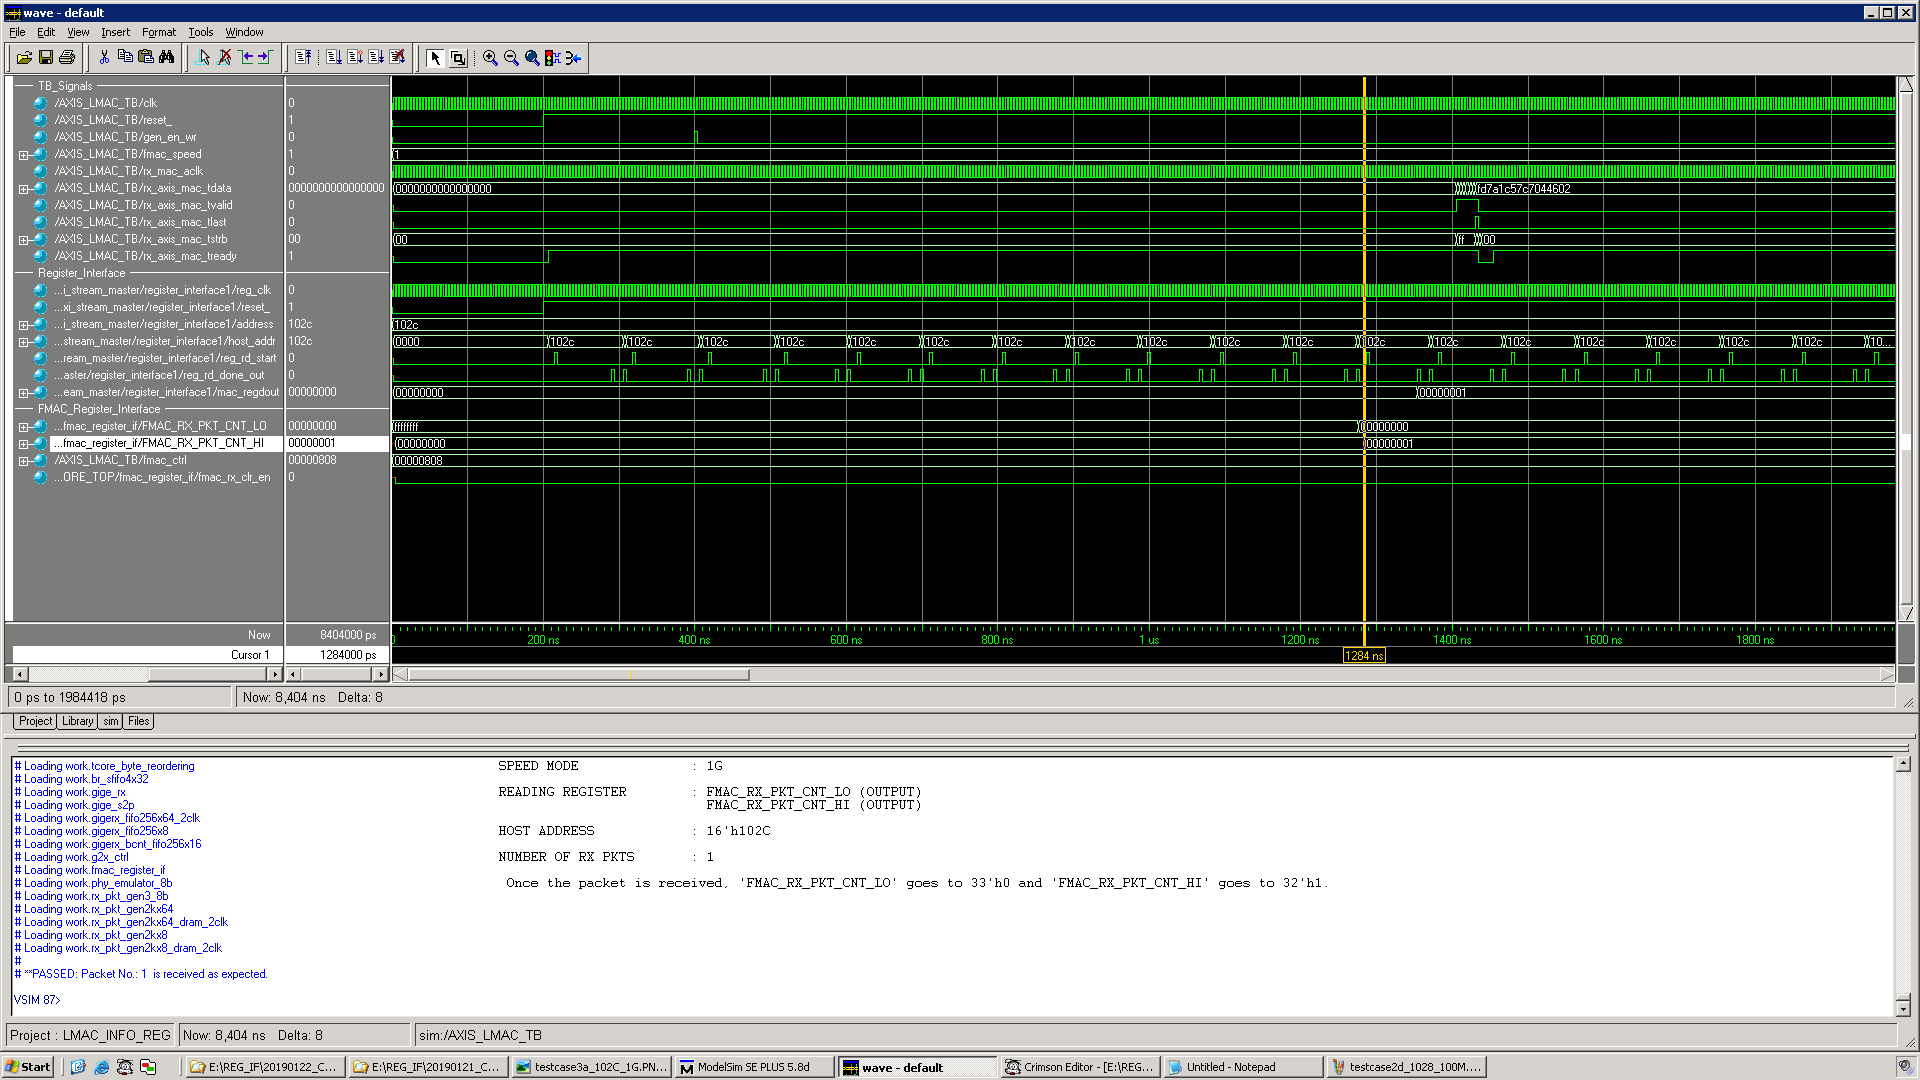 wave - default
File Edit View Insert Format Tools Window
TB_Signals
/AXIS_LMAC_TB/clk 0
/AXIS_LMAC_TB/reset_ 1
/AXIS_LMAC_TB/gen_en_wr 0
/AXIS_LMAC_TB/fmac_speed 1 1
/AXIS_LMAC_TB/rx_mac_aclk 0
/AXIS_LMAC_TB/rx_axis_mac_tdata 0000000000000000 0000000000000000 fd7a1c57c7044602
/AXIS_LMAC_TB/rx_axis_mac_tvalid 0
/AXIS_LMAC_TB/rx_axis_mac_tlast 0
/AXIS_LMAC_TB/rx_axis_mac_tstrb 00 00 ff 00
/AXIS_LMAC_TB/rx_axis_mac_tready 1
Register_Interface
...i_stream_master/register_interface1/reg_clk 0
...xi_stream_master/register_interface1/reset_ 1
...i_stream_master/register_interface1/address 102c 102c
...stream_master/register_interface1/host_addr 102c 0000 102c 102c 102c 102c 102c 102c 102c 102c 102c 102c 102c 102c 102c 102c 102c 102c 102c 102c 10...
...ream_master/register_interface1/reg_rd_start 0
...aster/register_interface1/reg_rd_done_out 0
...eam_master/register_interface1/mac_regdout 00000000 00000000 00000001
FMAC_Register_Interface
...fmac_register_if/FMAC_RX_PKT_CNT_LO 00000000 ffffffff 00000000
...fmac_register_if/FMAC_RX_PKT_CNT_HI 00000001 00000000 00000001
/AXIS_LMAC_TB/fmac_ctrl 00000808 00000808
...ORE_TOP/fmac_register_if/fmac_rx_clr_en 0
Now 8404000 ps 0 200 ns 400 ns 600 ns 800 ns 1 us 1200 ns 1400 ns 1600 ns 1800 ns
Cursor 1 1284000 ps 1284 ns
0 ps to 1984418 ps Now: 8,404 ns Delta: 8
Project Library sim Files
# Loading work.tcore_byte_reordering
# Loading work.br_sfifo4x32
# Loading work.gige_rx
# Loading work.gige_s2p
# Loading work.gigerx_fifo256x64_2clk
# Loading work.gigerx_fifo256x8
# Loading work.gigerx_bcnt_fifo256x16
# Loading work.g2x_ctrl
# Loading work.fmac_register_if
# Loading work.phy_emulator_8b
# Loading work.rx_pkt_gen3_8b
# Loading work.rx_pkt_gen2kx64
# Loading work.rx_pkt_gen2kx64_dram_2clk
# Loading work.rx_pkt_gen2kx8
# Loading work.rx_pkt_gen2kx8_dram_2clk
#
# **PASSED: Packet No.: 1 is received as expected.
VSIM 87>
SPEED MODE : 1G
READING REGISTER : FMAC_RX_PKT_CNT_LO (OUTPUT)
FMAC_RX_PKT_CNT_HI (OUTPUT)
HOST ADDRESS : 16'h102C
NUMBER OF RX PKTS : 1
Once the packet is received, 'FMAC_RX_PKT_CNT_LO' goes to 33'h0 and 'FMAC_RX_PKT_CNT_HI' goes to 32'h1.
Project : LMAC_INFO_REG Now: 8,404 ns Delta: 8 sim:/AXIS_LMAC_TB
Start E:\REG_IF\20190122_C... E:\REG_IF\20190121_C... testcase3a_102C_1G.PN... ModelSim SE PLUS 5.8d wave - default Crimson Editor - [E:\REG... Untitled - Notepad testcase2d_1028_100M....